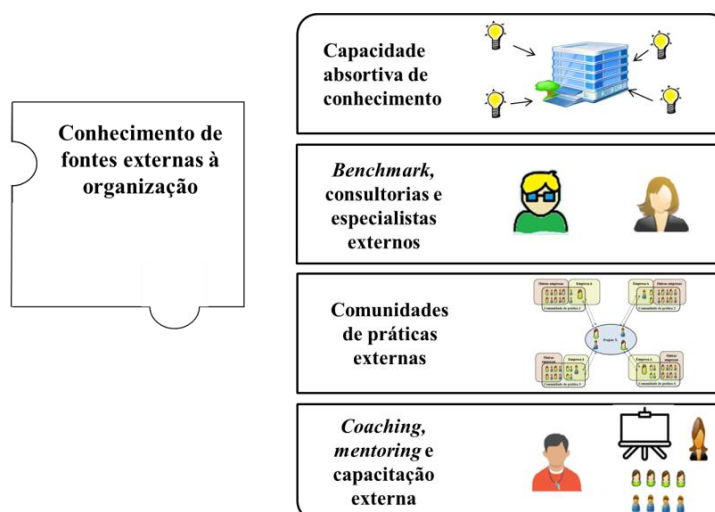 Conhecimento de
fontes externas à
organização
Capacidade
absortiva de
conhecimento
Benchmark,
consultorias e
especialistas
externos
Comunidades
de práticas
externas
Coaching,
mentoring e
capacitação
externa